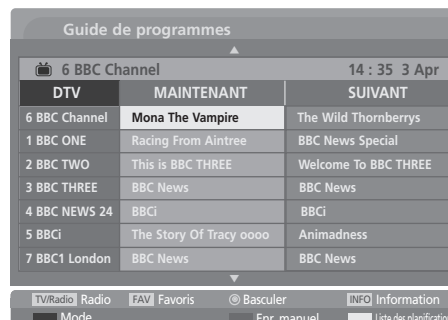 Guide de programmes
6 BBC Channel 14 : 35 3 Apr
DTV MAINTENANT SUIVANT
6 BBC Channel Mona The Vampire The Wild Thornberrys
1 BBC ONE Racing From Aintree BBC News Special
2 BBC TWO This is BBC THREE Welcome To BBC THREE
3 BBC THREE BBC News BBC News
4 BBC NEWS 24 BBCi BBCi
5 BBCi The Story Of Tracy oooo Animadness
7 BBC1 London BBC News BBC News
TV/Radio Radio FAV Favoris Basculer INFO Information
Mode Enr. manuel Liste des planification